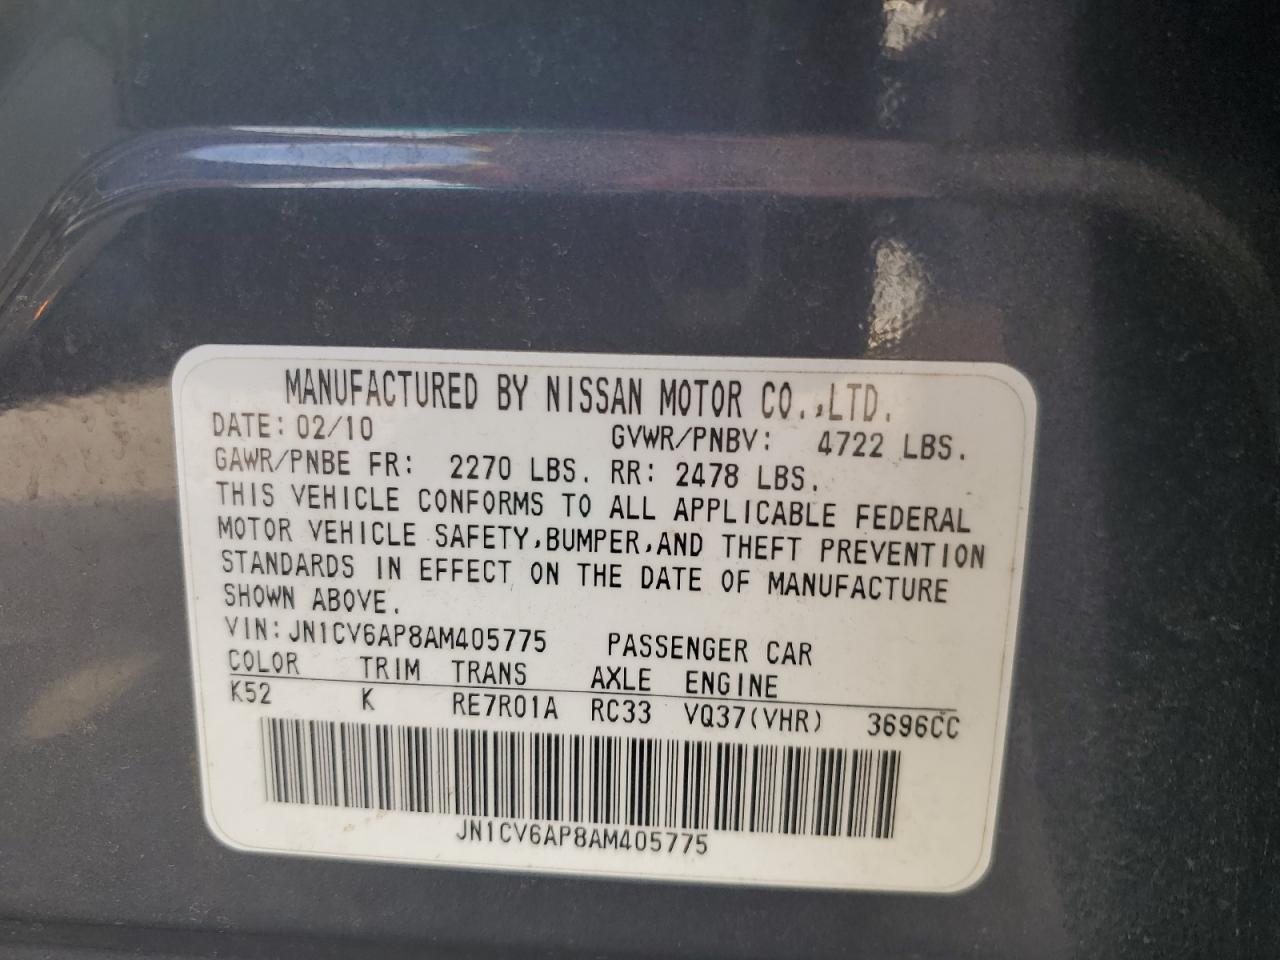 MANUFACTURED BY NISSAN MOTOR CO.,LTD.
DATE: 02/10 GVWR/PNBV: 4722 LBS.
GAWR/PNBE FR: 2270 LBS. RR: 2478 LBS.
THIS VEHICLE CONFORMS TO ALL APPLICABLE FEDERAL
MOTOR VEHICLE SAFETY,BUMPER,AND THEFT PREVENTION
STANDARDS IN EFFECT ON THE DATE OF MANUFACTURE
SHOWN ABOVE.
VIN:JN1CV6AP8AM405775 PASSENGER CAR
COLOR TRIM TRANS AXLE ENGINE
K52 K RE7R01A RC33 VQ37(VHR) 3696CC
JN1CV6AP8AM405775